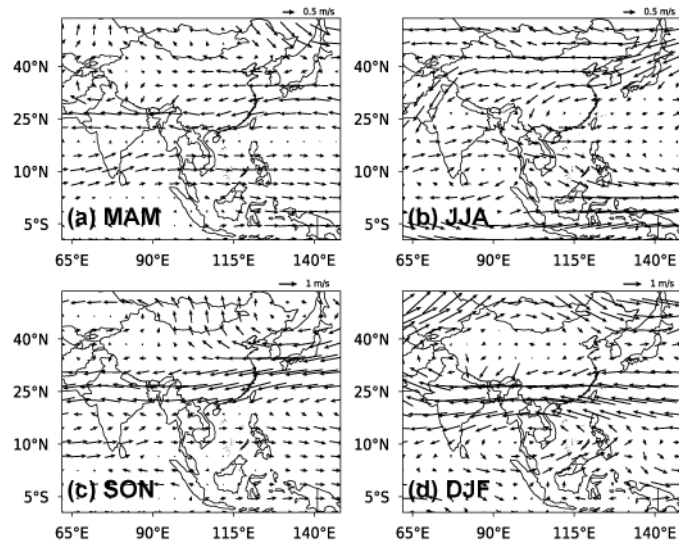 0.5 m/s 0.5 m/s
40°N 40°N
25°N 25°N
10°N 10°N
5°S (a) MAM 5°S (b) JJA
65°E 90°E 115°E 140°E 65°E 90°E 115°E 140°E
1 m/s 1 m/s
40°N 40°N
25°N 25°N
10°N 10°N
5°S (c) SON 5°S (d) DJF
65°E 90°E 115°E 140°E 65°E 90°E 115°E 140°E